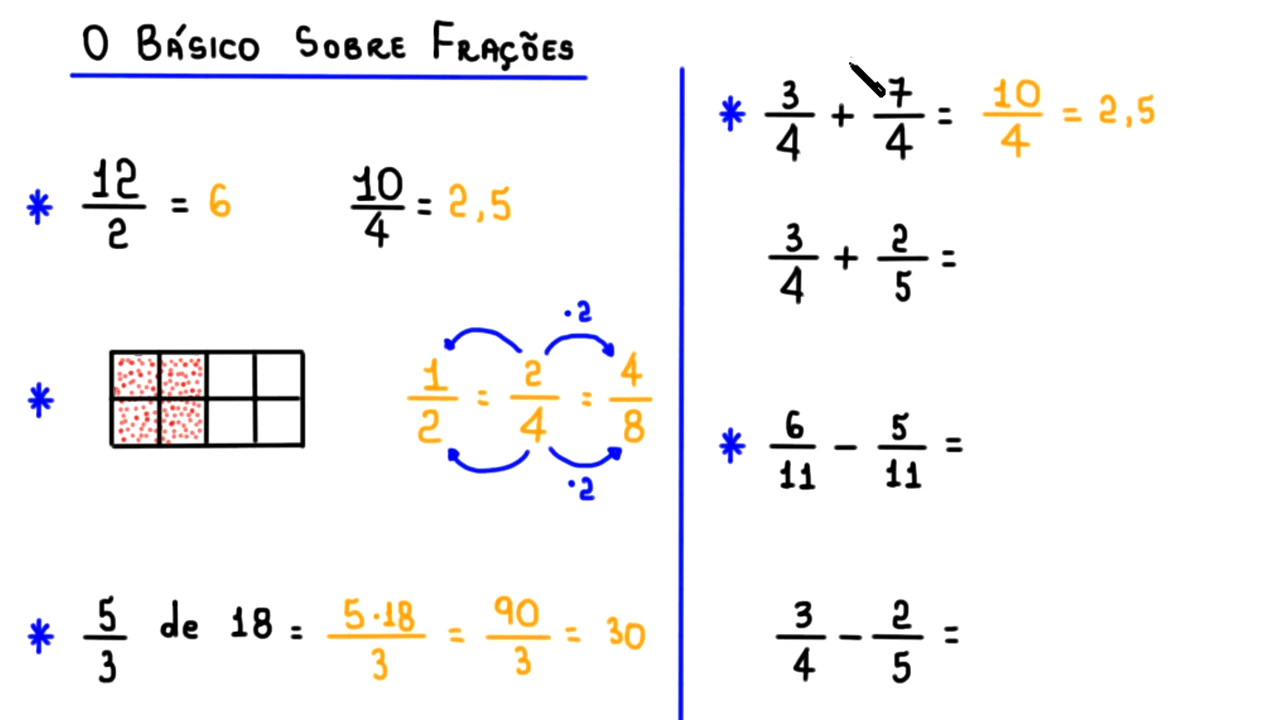 O BÁSICO SOBRE FRAÇÕES
* 12/2 = 6    10/4 = 2,5
* 1/2 = 2/4 = 4/8
·2
·2
* 5/3 de 18 = 5·18/3 = 90/3 = 30
* 3/4 + 7/4 = 10/4 = 2,5
3/4 + 2/5 =
* 6/11 - 5/11 =
3/4 - 2/5 =